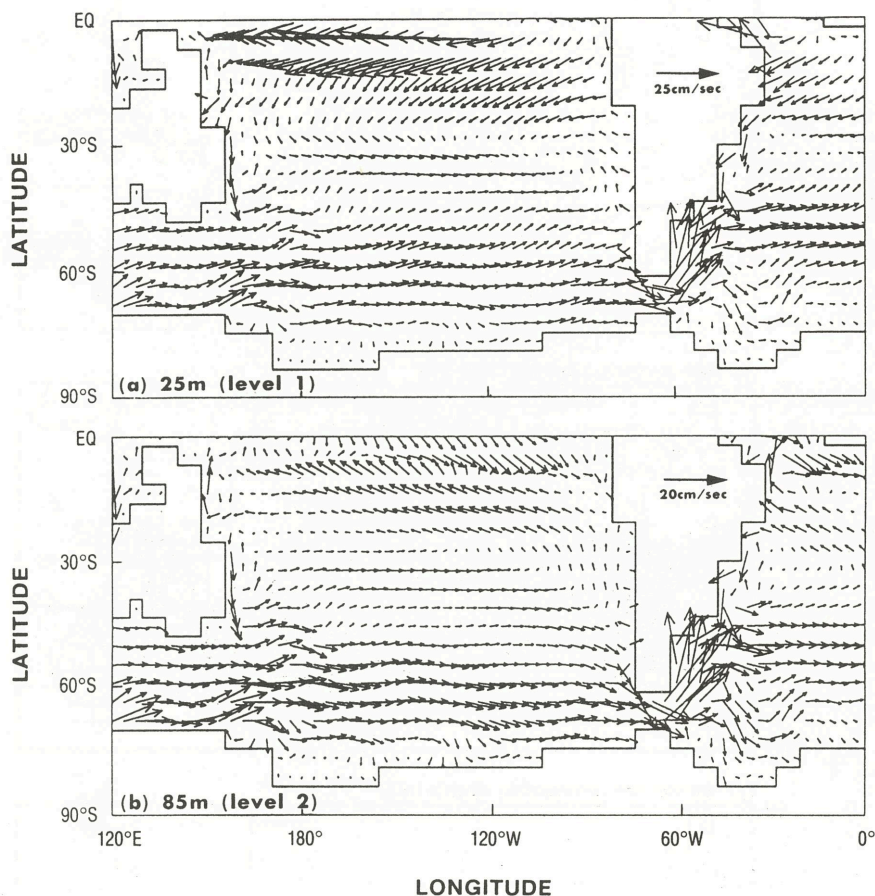 EQ
30°S
60°S
90°S
LATITUDE
25cm/sec
(a) 25m (level 1)
EQ
30°S
60°S
90°S
LATITUDE
20cm/sec
(b) 85m (level 2)
120°E
180°
120°W
60°W
0°
LONGITUDE